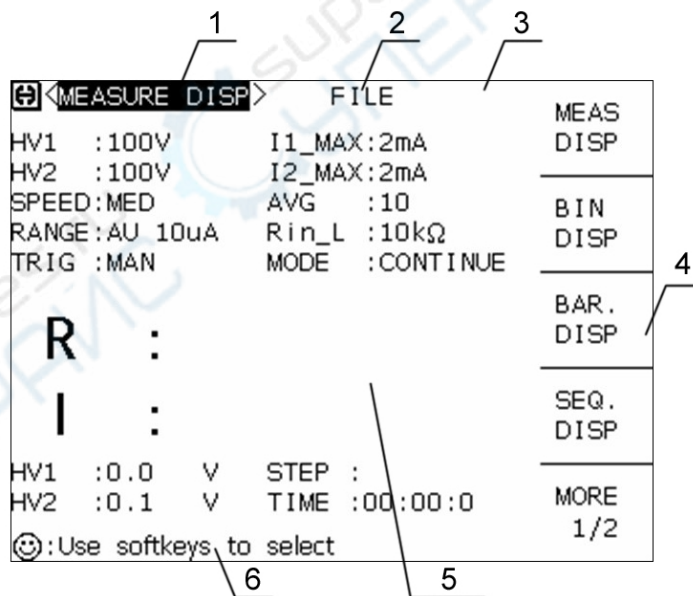 1 2 3
<MEASURE DISP> FILE
HV1 :100V I1_MAX:2mA
HV2 :100V I2_MAX:2mA
SPEED:MED AVG :10
RANGE:AU 10uA Rin_L :10kΩ
TRIG :MAN MODE :CONTINUE
R :
I :
HV1 :0.0 V STEP :
HV2 :0.1 V TIME :00:00:0
:Use softkeys to select
MEAS
DISP
BIN
DISP
BAR.
DISP
SEQ.
DISP
MORE
1/2
4
6 5